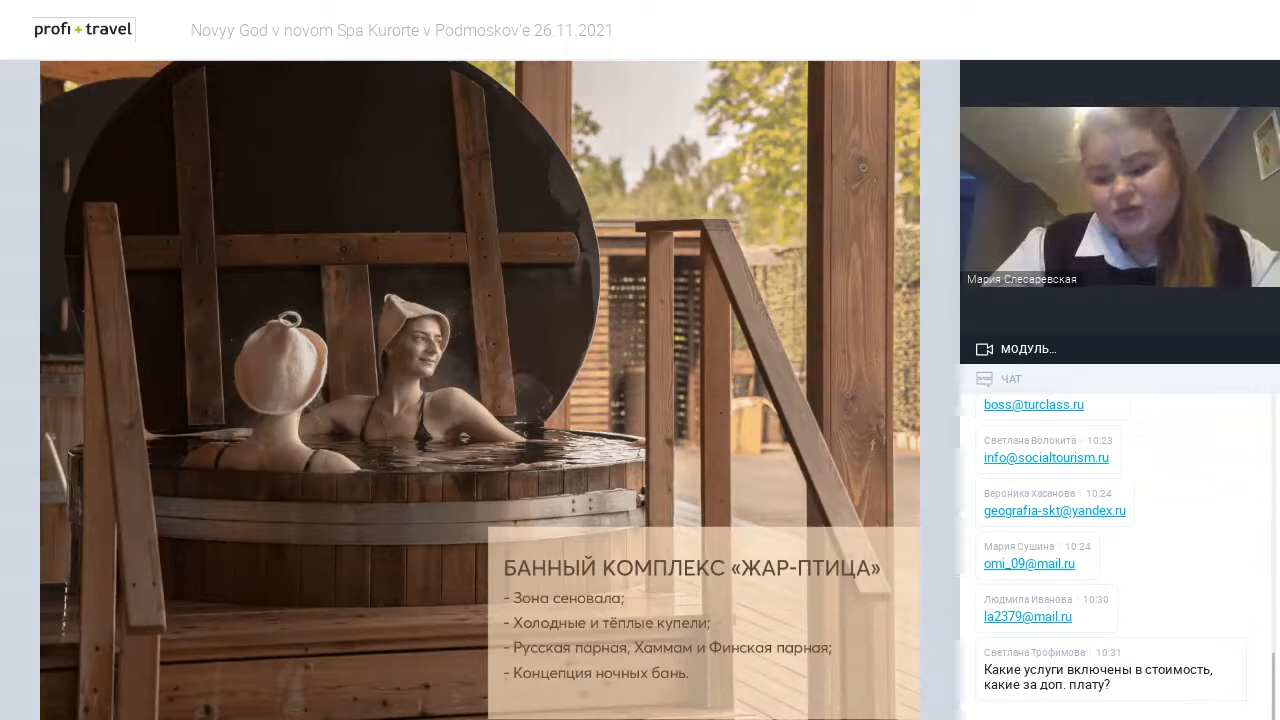 profi+travel
Novyy God v novom Spa Kurorte v Podmoskov'e 26.11.2021
БАННЫЙ КОМПЛЕКС «ЖАР-ПТИЦА»
- Зона сеновала;
- Холодные и тёплые купели;
- Русская парная, Хаммам и Финская парная;
- Концепция ночных бань.
Мария Слесаревская
МОДУЛЬ...
ЧАТ
boss@turclass.ru
Светлана Волокита 10:23
info@socialtourism.ru
Вероника Хасанова 10:24
geografia-skt@yandex.ru
Мария Сушина 10:24
omi_09@mail.ru
Людмила Иванова 10:30
la2379@mail.ru
Светлана Трофимова 10:31
Какие услуги включены в стоимость,
какие за доп. плату?